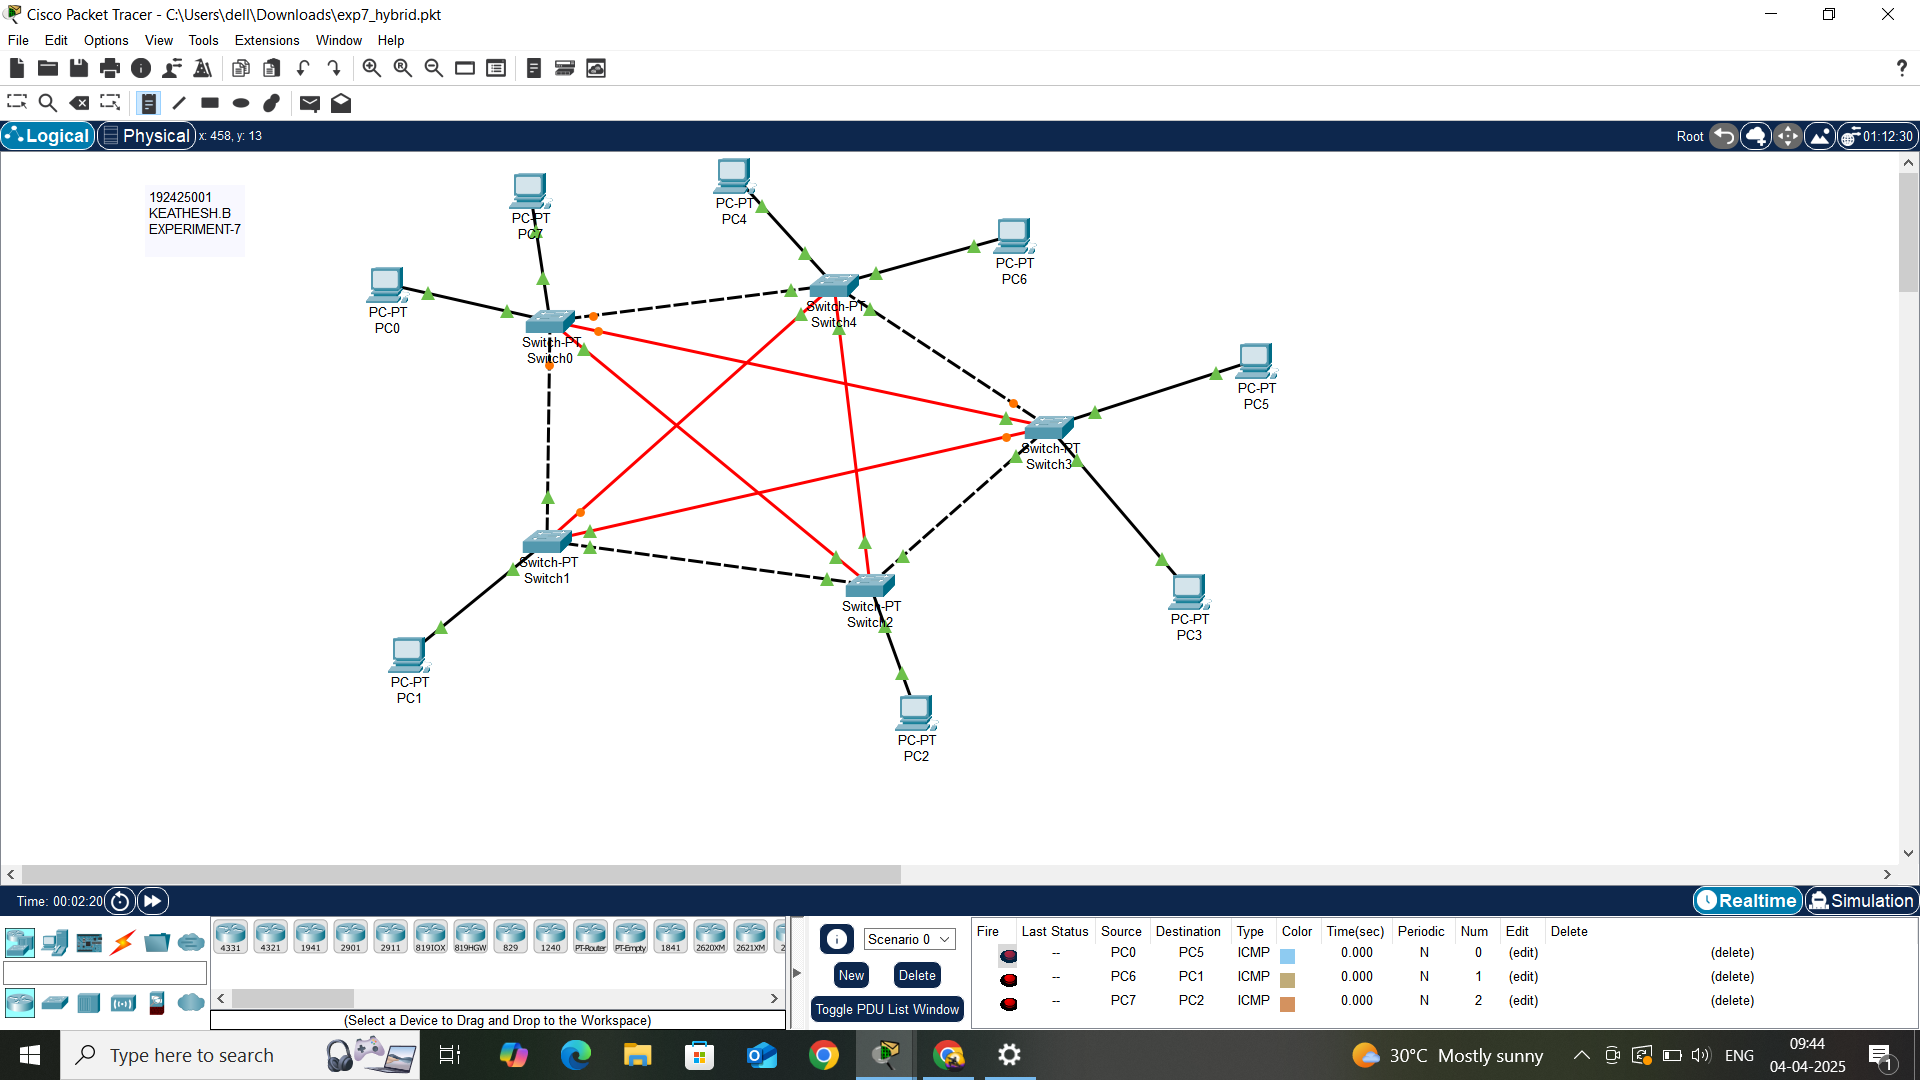 Cisco Packet Tracer - C:\Users\dell\Downloads\exp7_hybrid.pkt
File Edit Options View Tools Extensions Window Help
?
Logical Physical x: 458, y: 13 Root 01:12:30
192425001
KEATHESH.B
EXPERIMENT-7
PC-PT
PC7
PC-PT
PC4
PC-PT
PC6
PC-PT
PC0
Switch-PT
Switch4
Switch-PT
Switch0
PC-PT
PC5
Switch-PT
Switch3
Switch-PT
Switch1
Switch-PT
Switch2
PC-PT
PC3
PC-PT
PC1
PC-PT
PC2
Time: 00:02:20 Realtime Simulation
4331 4321 1941 2901 2911 819IOX 819HGW 829 1240 PT-Router PT-Empty 1841 2620XM 2621XM 2
(Select a Device to Drag and Drop to the Workspace)
Scenario 0
New Delete
Toggle PDU List Window
Fire Last Status Source Destination Type Color Time(sec) Periodic Num Edit Delete
-- PC0 PC5 ICMP 0.000 N 0 (edit) (delete)
-- PC6 PC1 ICMP 0.000 N 1 (edit) (delete)
-- PC7 PC2 ICMP 0.000 N 2 (edit) (delete)
Type here to search
30°C Mostly sunny
ENG
09:44
04-04-2025
1